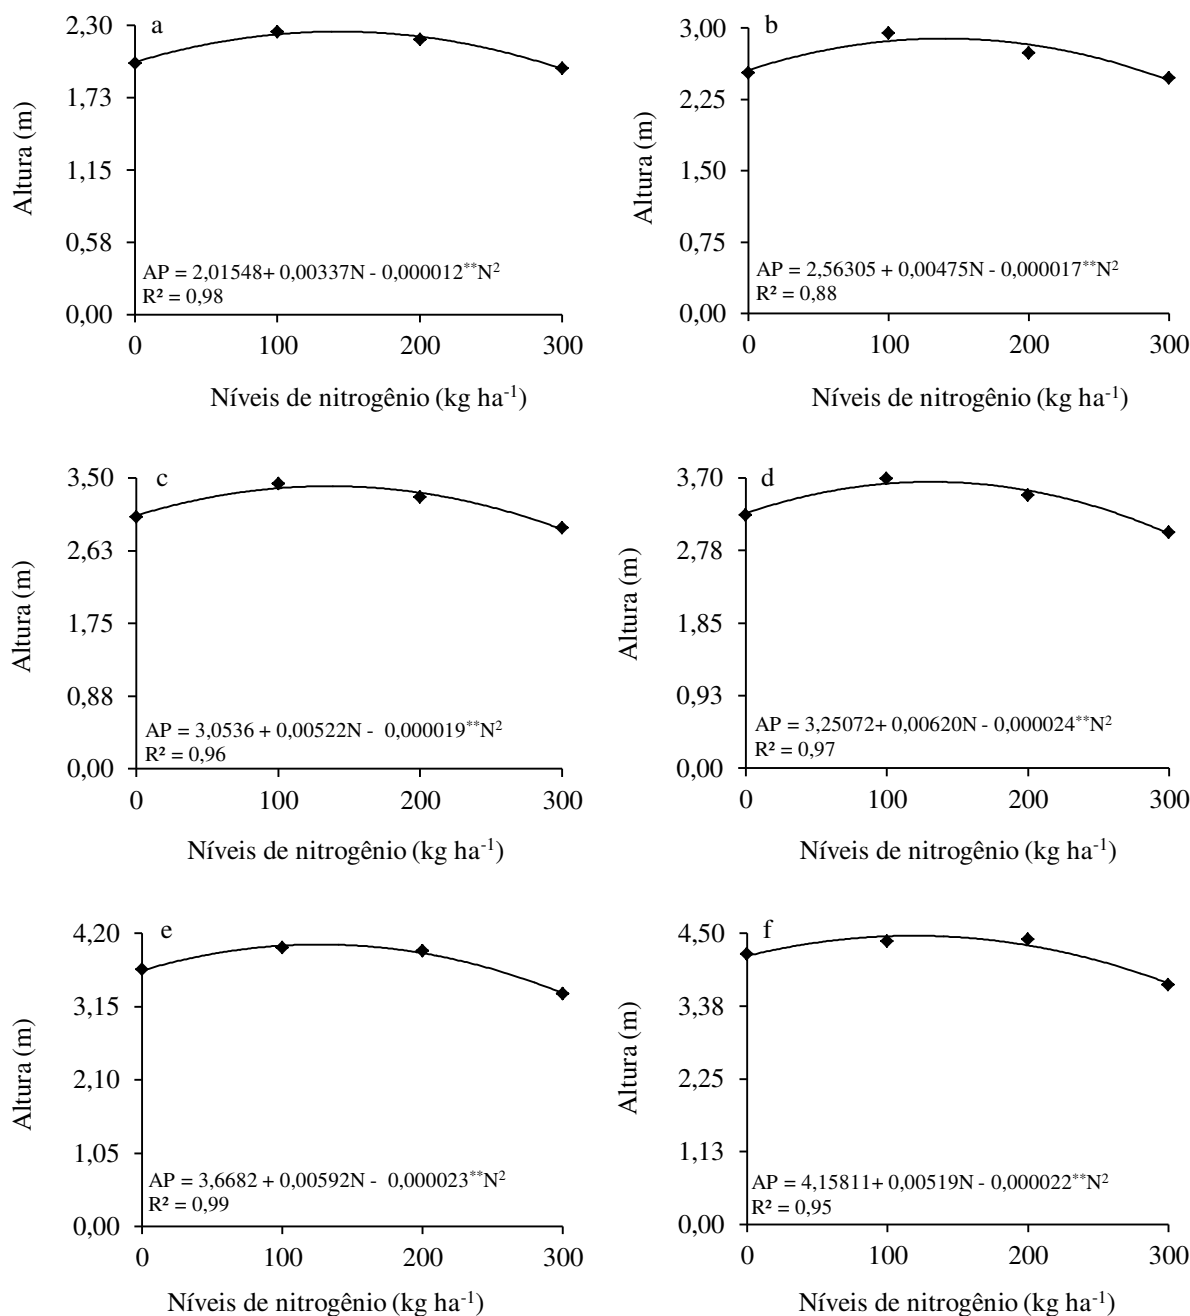 a
2,30
1,73
1,15
0,58
0,00
Altura (m)
AP = 2,01548+ 0,00337N - 0,000012**N²
R² = 0,98
0 100 200 300
Níveis de nitrogênio (kg ha⁻¹)
b
3,00
2,25
1,50
0,75
0,00
Altura (m)
AP = 2,56305 + 0,00475N - 0,000017**N²
R² = 0,88
0 100 200 300
Níveis de nitrogênio (kg ha⁻¹)
c
3,50
2,63
1,75
0,88
0,00
Altura (m)
AP = 3,0536 + 0,00522N - 0,000019**N²
R² = 0,96
0 100 200 300
Níveis de nitrogênio (kg ha⁻¹)
d
3,70
2,78
1,85
0,93
0,00
Altura (m)
AP = 3,25072+ 0,00620N - 0,000024**N²
R² = 0,97
0 100 200 300
Níveis de nitrogênio (kg ha⁻¹)
e
4,20
3,15
2,10
1,05
0,00
Altura (m)
AP = 3,6682 + 0,00592N - 0,000023**N²
R² = 0,99
0 100 200 300
Níveis de nitrogênio (kg ha⁻¹)
f
4,50
3,38
2,25
1,13
0,00
Altura (m)
AP = 4,15811+ 0,00519N - 0,000022**N²
R² = 0,95
0 100 200 300
Níveis de nitrogênio (kg ha⁻¹)